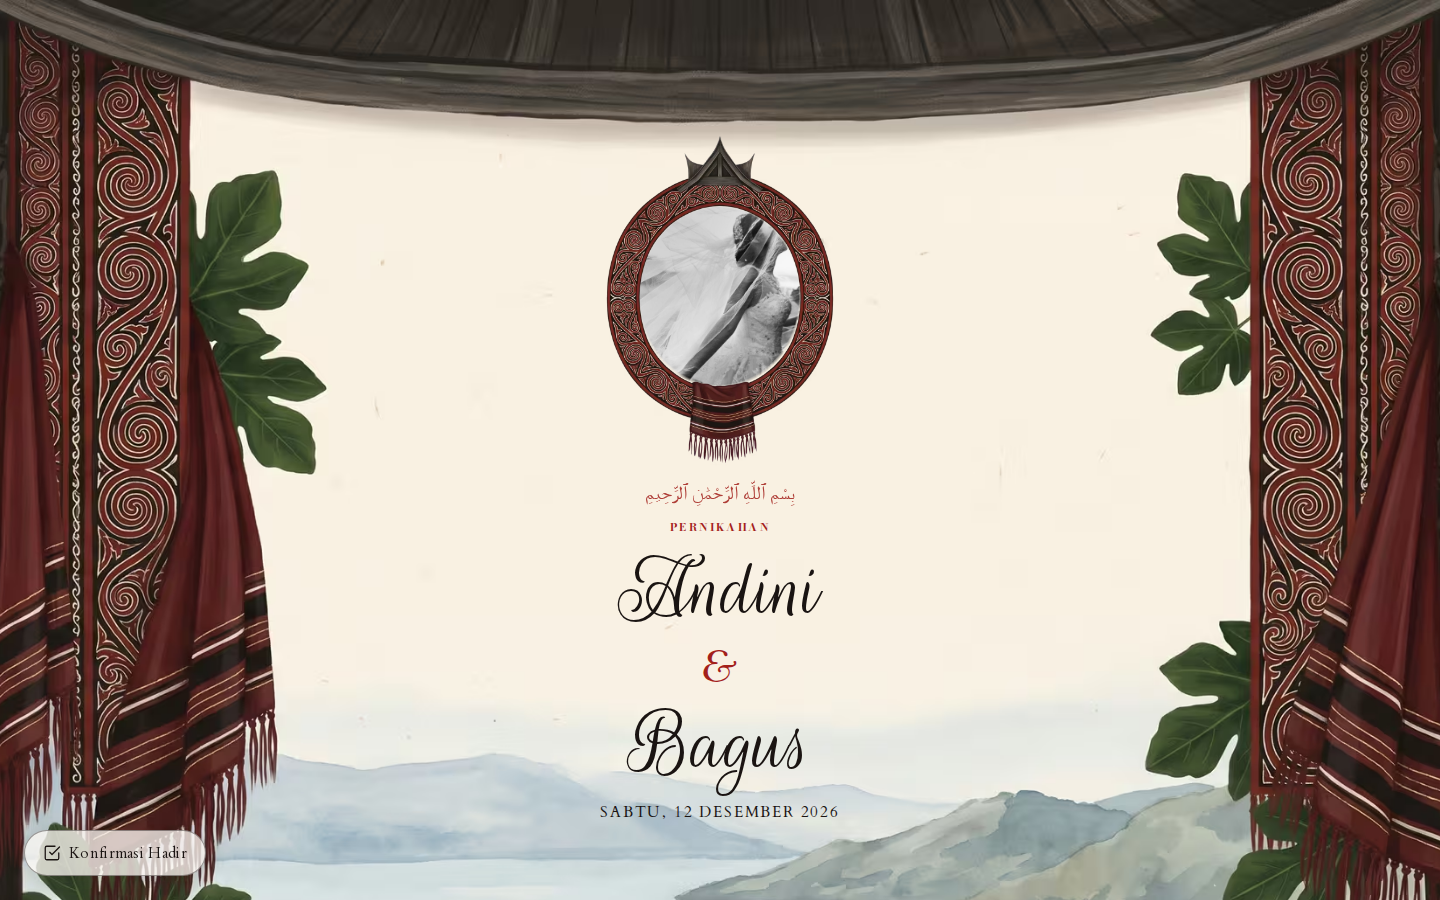 بِسْمِ ٱللَّهِ ٱلرَّحْمَٰنِ ٱلرَّحِيمِ
PERNIKAHAN
Andini
&
Bagus
SABTU, 12 DESEMBER 2026
Konfirmasi Hadir